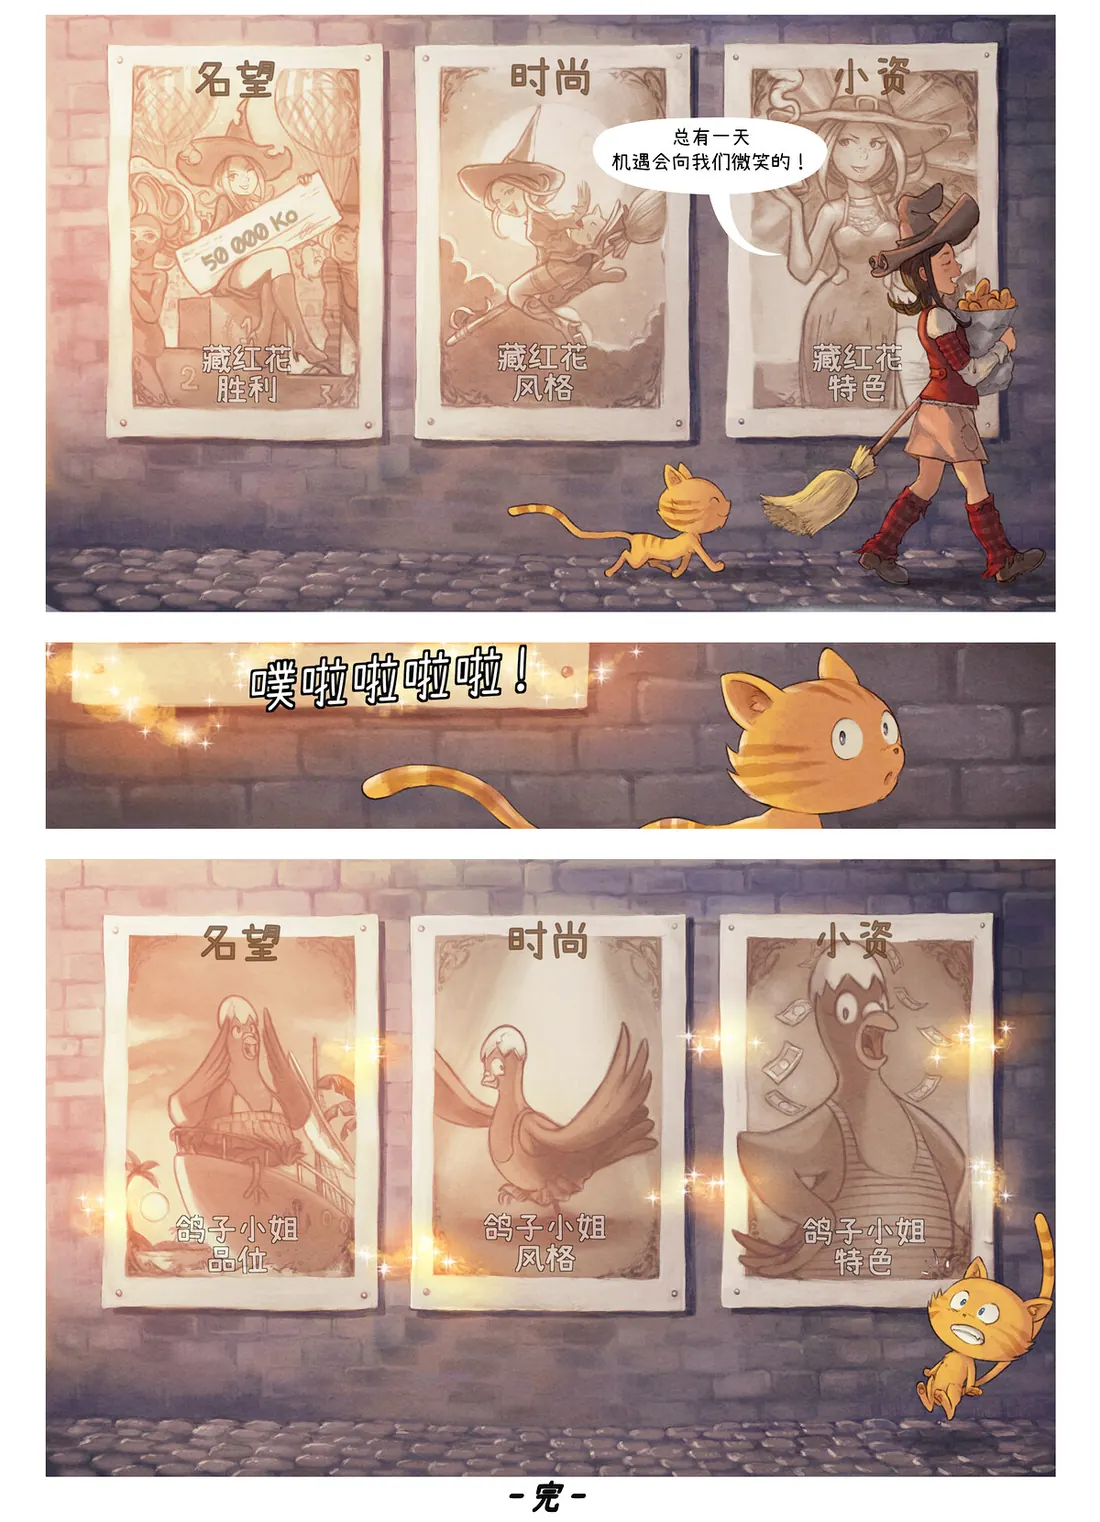 名望
50 000 Ko
2
1
3
藏红花
胜利
时尚
藏红花
风格
小资
藏红花
特色
总有一天
机遇会向我们微笑的！
噗啦啦啦啦！
名望
鸽子小姐
品位
时尚
鸽子小姐
风格
小资
鸽子小姐
特色
- 完 -